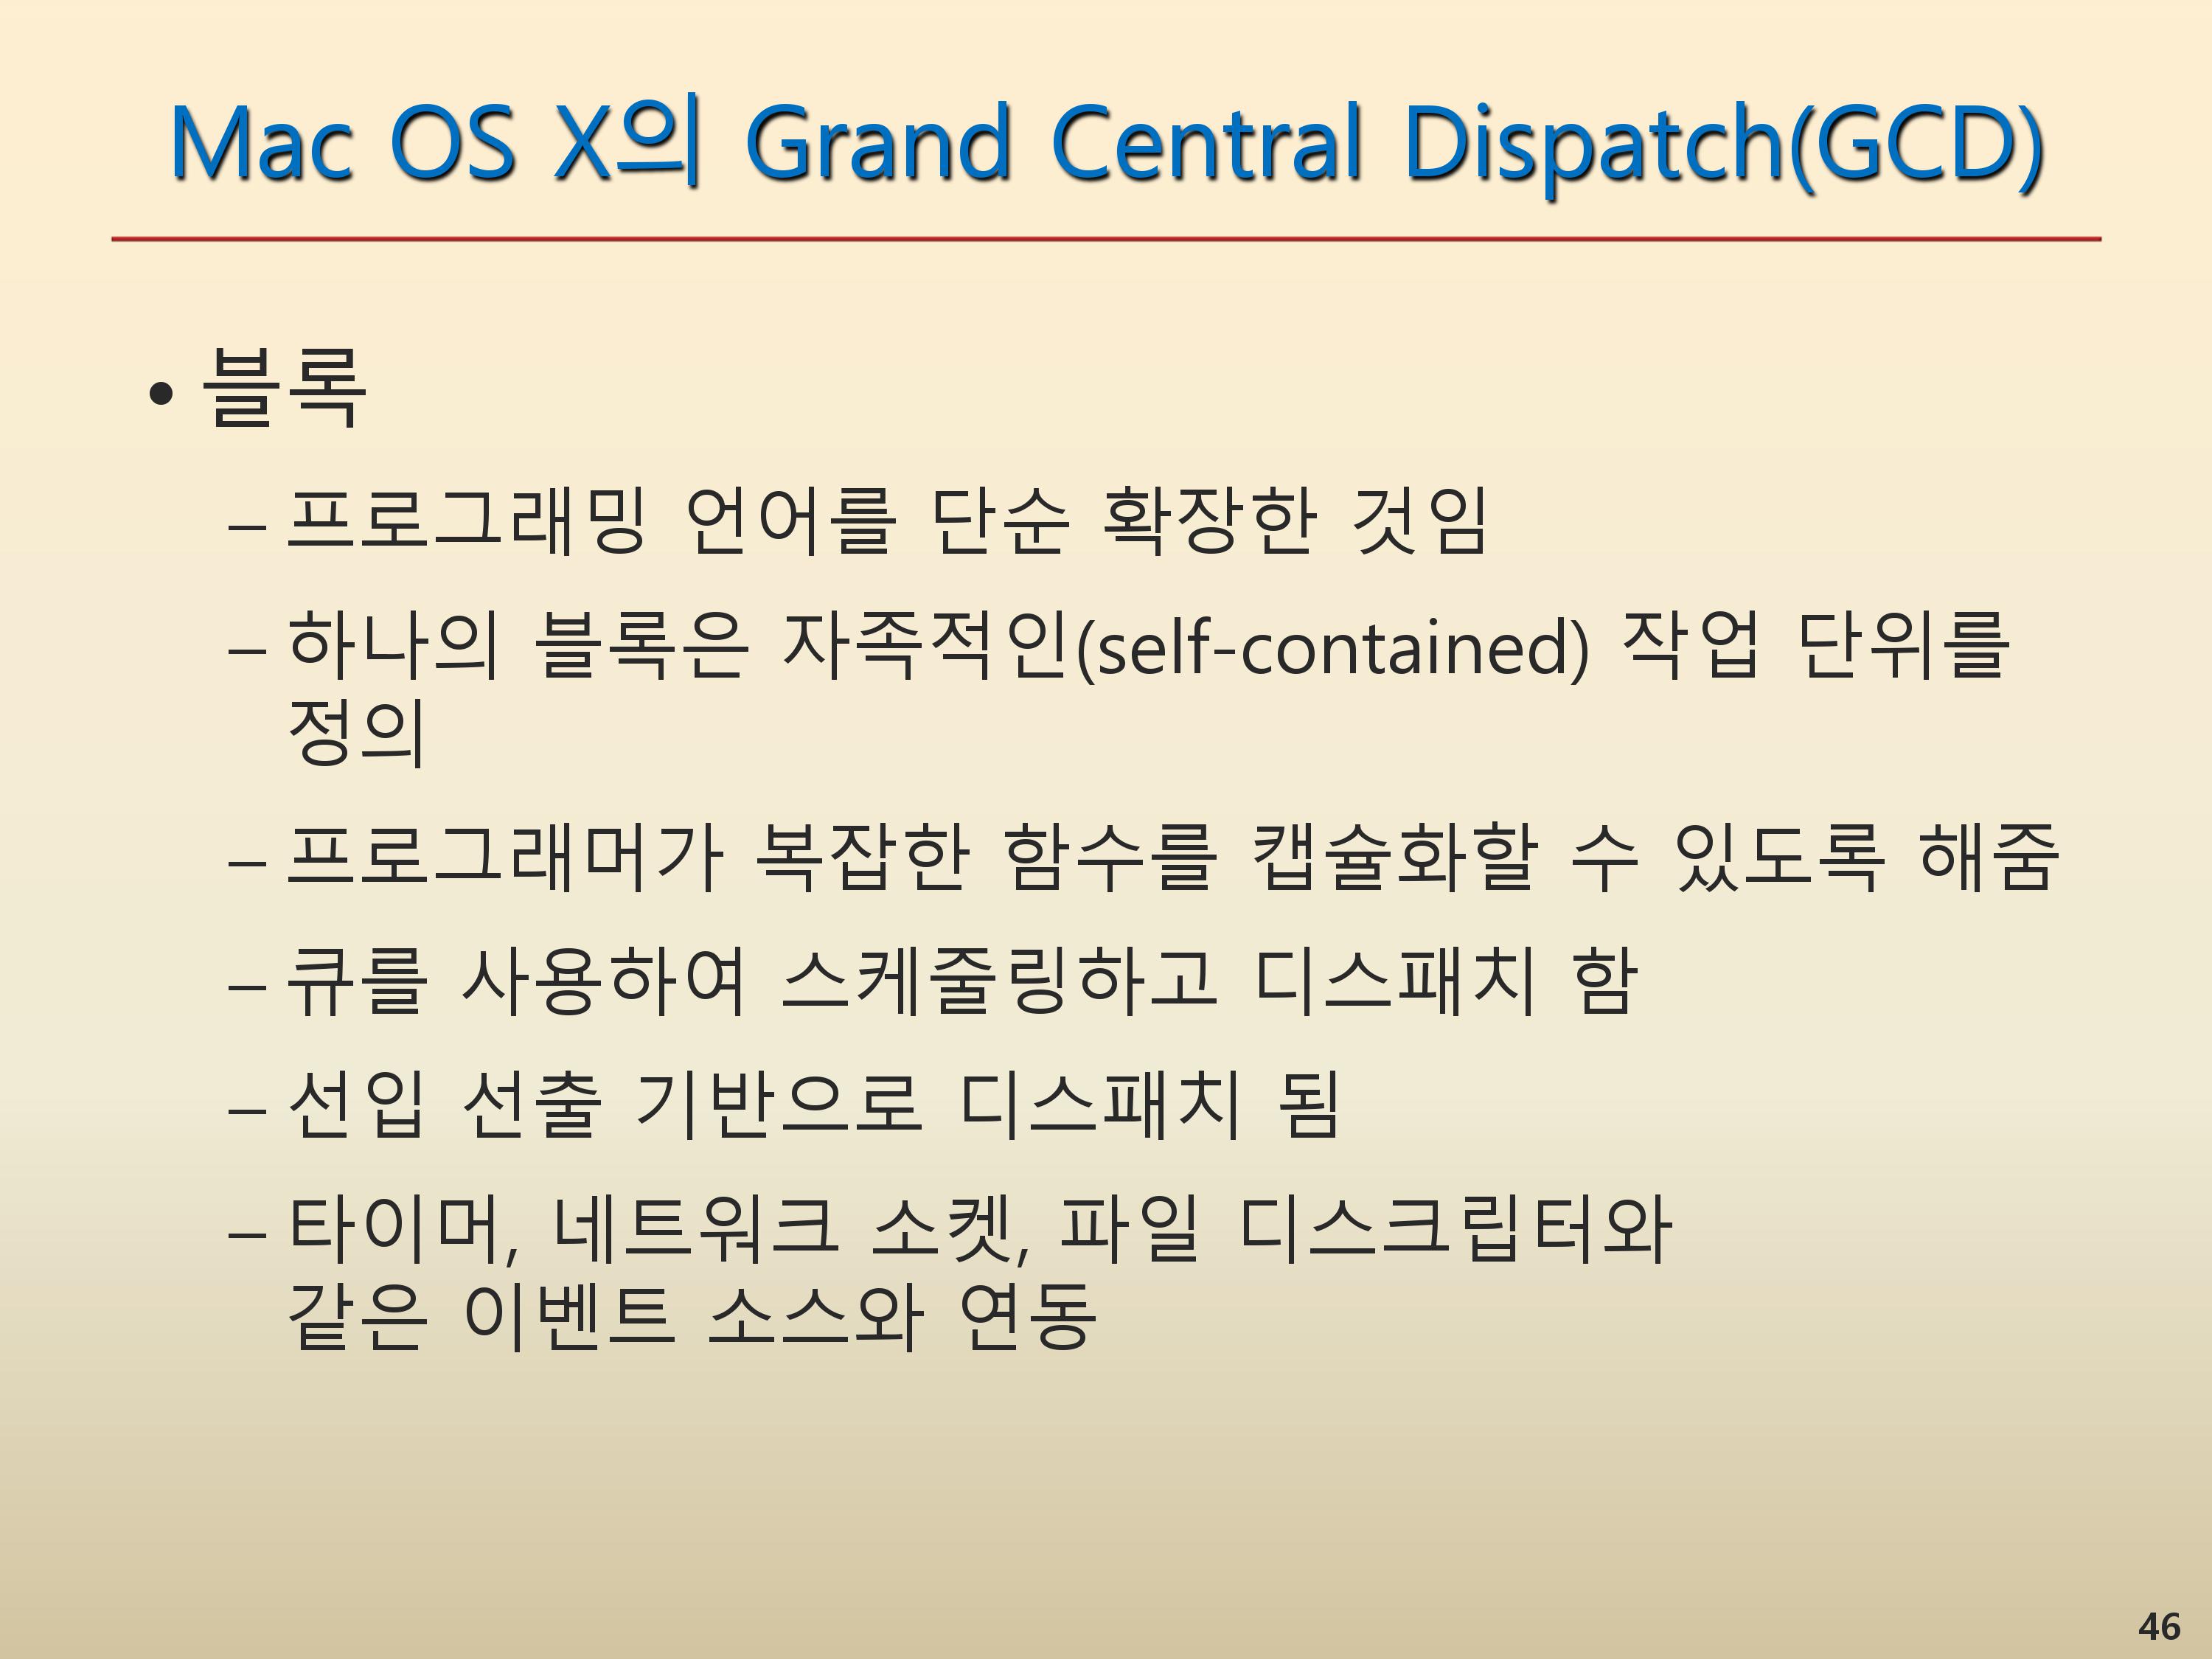 Mac OS X의 Grand Central Dispatch(GCD)
• 블록
– 프로그래밍 언어를 단순 확장한 것임
– 하나의 블록은 자족적인(self-contained) 작업 단위를
정의
– 프로그래머가 복잡한 함수를 캡슐화할 수 있도록 해줌
– 큐를 사용하여 스케줄링하고 디스패치 함
– 선입 선출 기반으로 디스패치 됨
– 타이머, 네트워크 소켓, 파일 디스크립터와
같은 이벤트 소스와 연동
46